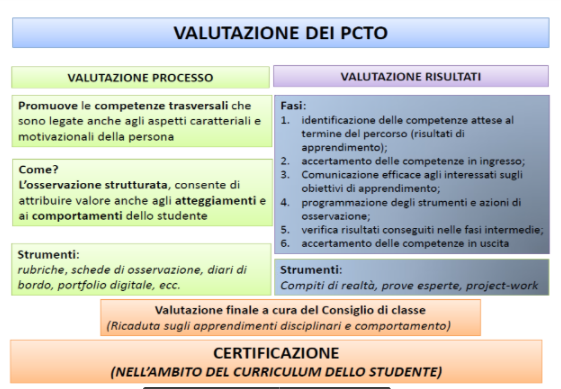 VALUTAZIONE DEI PCTO
VALUTAZIONE PROCESSO
Promuove le competenze trasversali che
sono legate anche agli aspetti caratteriali e
motivazionali della persona
Come?
L'osservazione strutturata, consente di
attribuire valore anche agli atteggiamenti e
ai comportamenti dello studente
Strumenti:
rubriche, schede di osservazione, diari di
bordo, portfolio digitale, ecc.
VALUTAZIONE RISULTATI
Fasi:
1. identificazione delle competenze attese al
termine del percorso (risultati di
apprendimento);
2. accertamento delle competenze in ingresso;
3. Comunicazione efficace agli interessati sugli
obiettivi di apprendimento;
4. programmazione degli strumenti e azioni di
osservazione;
5. verifica risultati conseguiti nelle fasi intermedie;
6. accertamento delle competenze in uscita
Strumenti:
Compiti di realtà, prove esperte, project-work
Valutazione finale a cura del Consiglio di classe
(Ricaduta sugli apprendimenti disciplinari e comportamento)
CERTIFICAZIONE
(NELL'AMBITO DEL CURRICULUM DELLO STUDENTE)